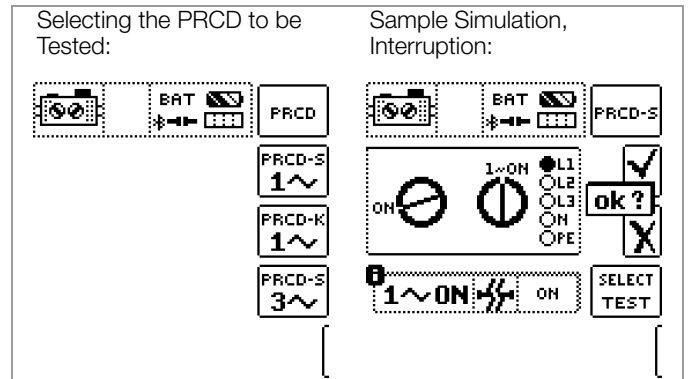 Selecting the PRCD to be
Tested:
BAT
PRCD
PRCD-S
1~
PRCD-K
1~
PRCD-S
3~
Sample Simulation,
Interruption:
BAT
PRCD-S
ON
1~ON
L1
L2
L3
N
PE
ok?
1~ON
ON
SELECT
TEST